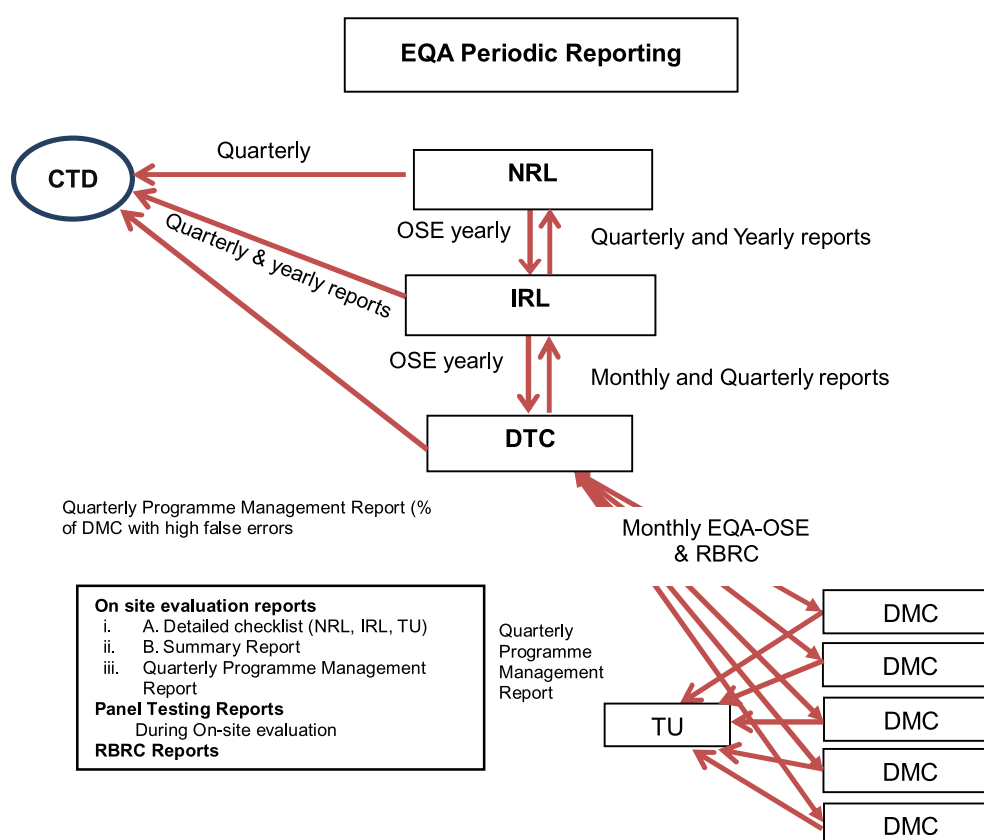 EQA Periodic Reporting
Quarterly
CTD
NRL
OSE yearly
Quarterly and Yearly reports
Quarterly & yearly reports
IRL
OSE yearly
Monthly and Quarterly reports
DTC
Quarterly Programme Management Report (%
of DMC with high false errors
Monthly EQA-OSE
& RBRC
On site evaluation reports
i. A. Detailed checklist (NRL, IRL, TU)
ii. B. Summary Report
iii. Quarterly Programme Management
Report
Panel Testing Reports
During On-site evaluation
RBRC Reports
Quarterly
Programme
Management
Report
TU
DMC
DMC
DMC
DMC
DMC